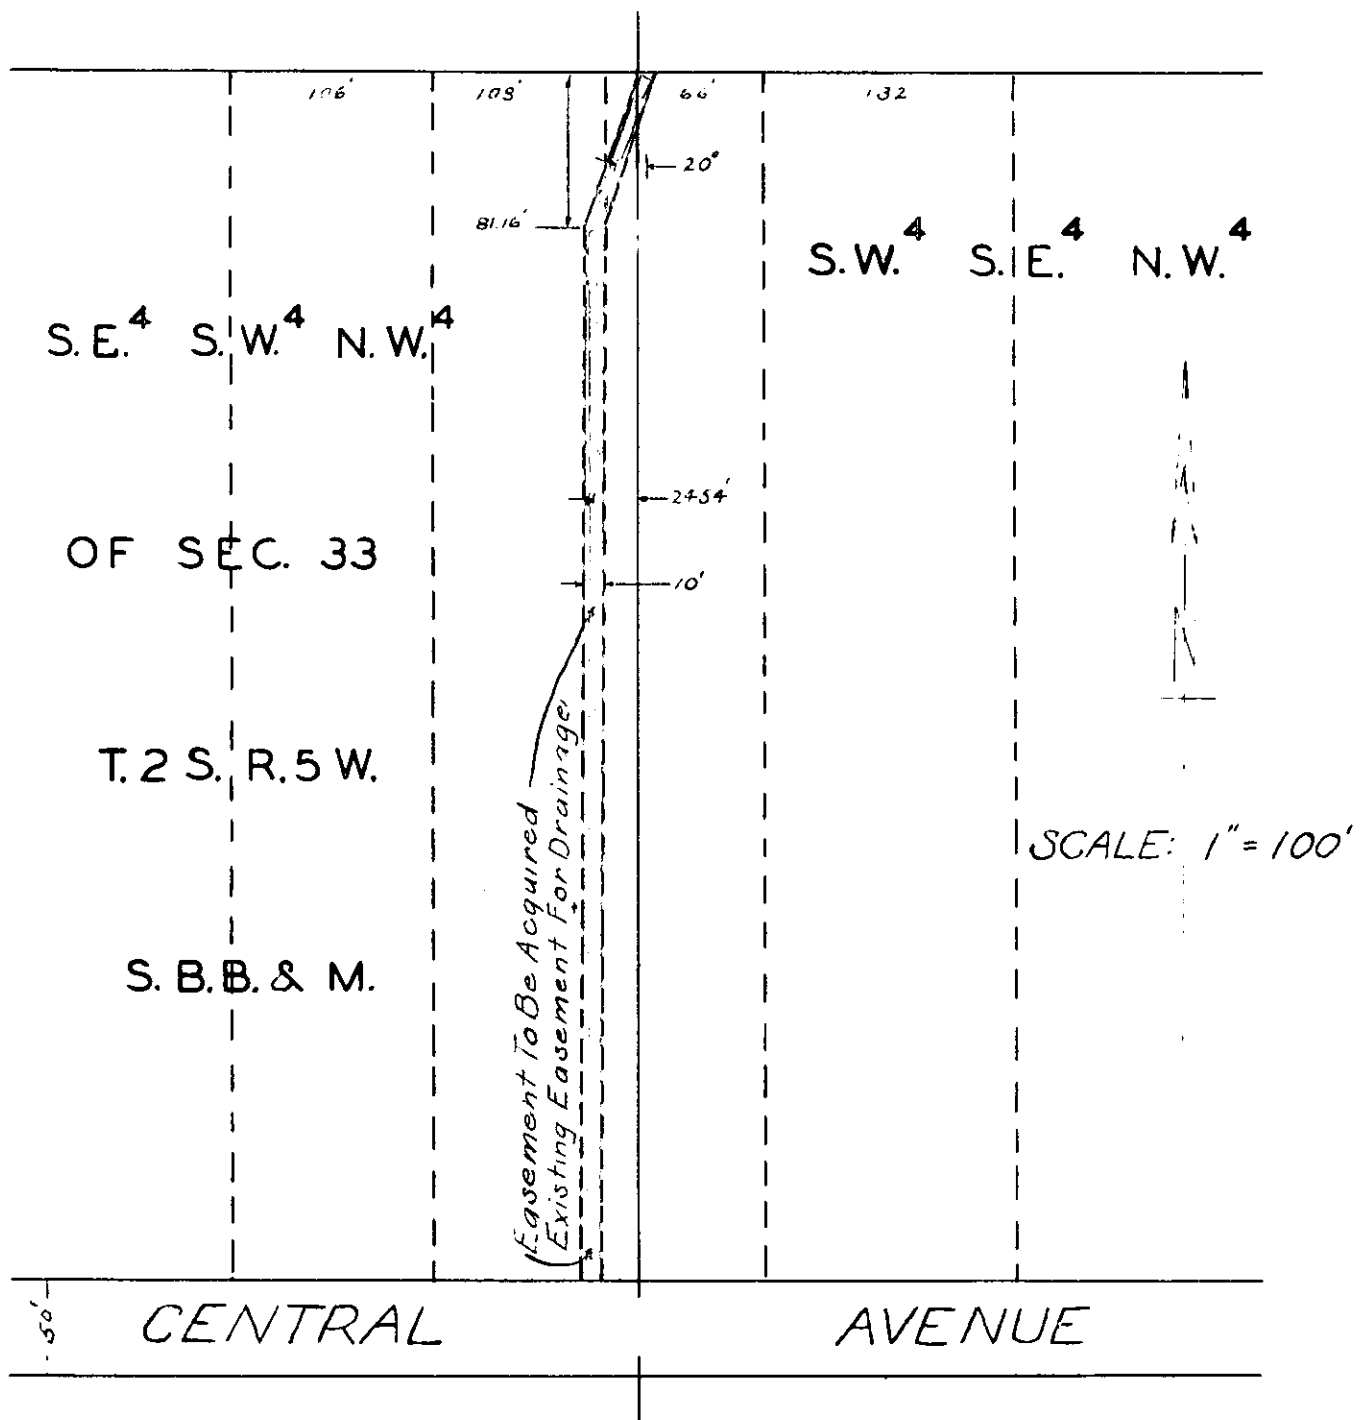 106' 108' 66' 132
20°
81.16'
S.W.⁴ S.E.⁴ N.W.⁴
S.E.⁴ S.W.⁴ N.W.⁴
24.54'
OF SEC. 33
10'
T. 2 S. R. 5 W.
SCALE: 1" = 100'
Easement To Be Acquired
Existing Easement For Drainage
S. B. B. & M.
50'
CENTRAL AVENUE